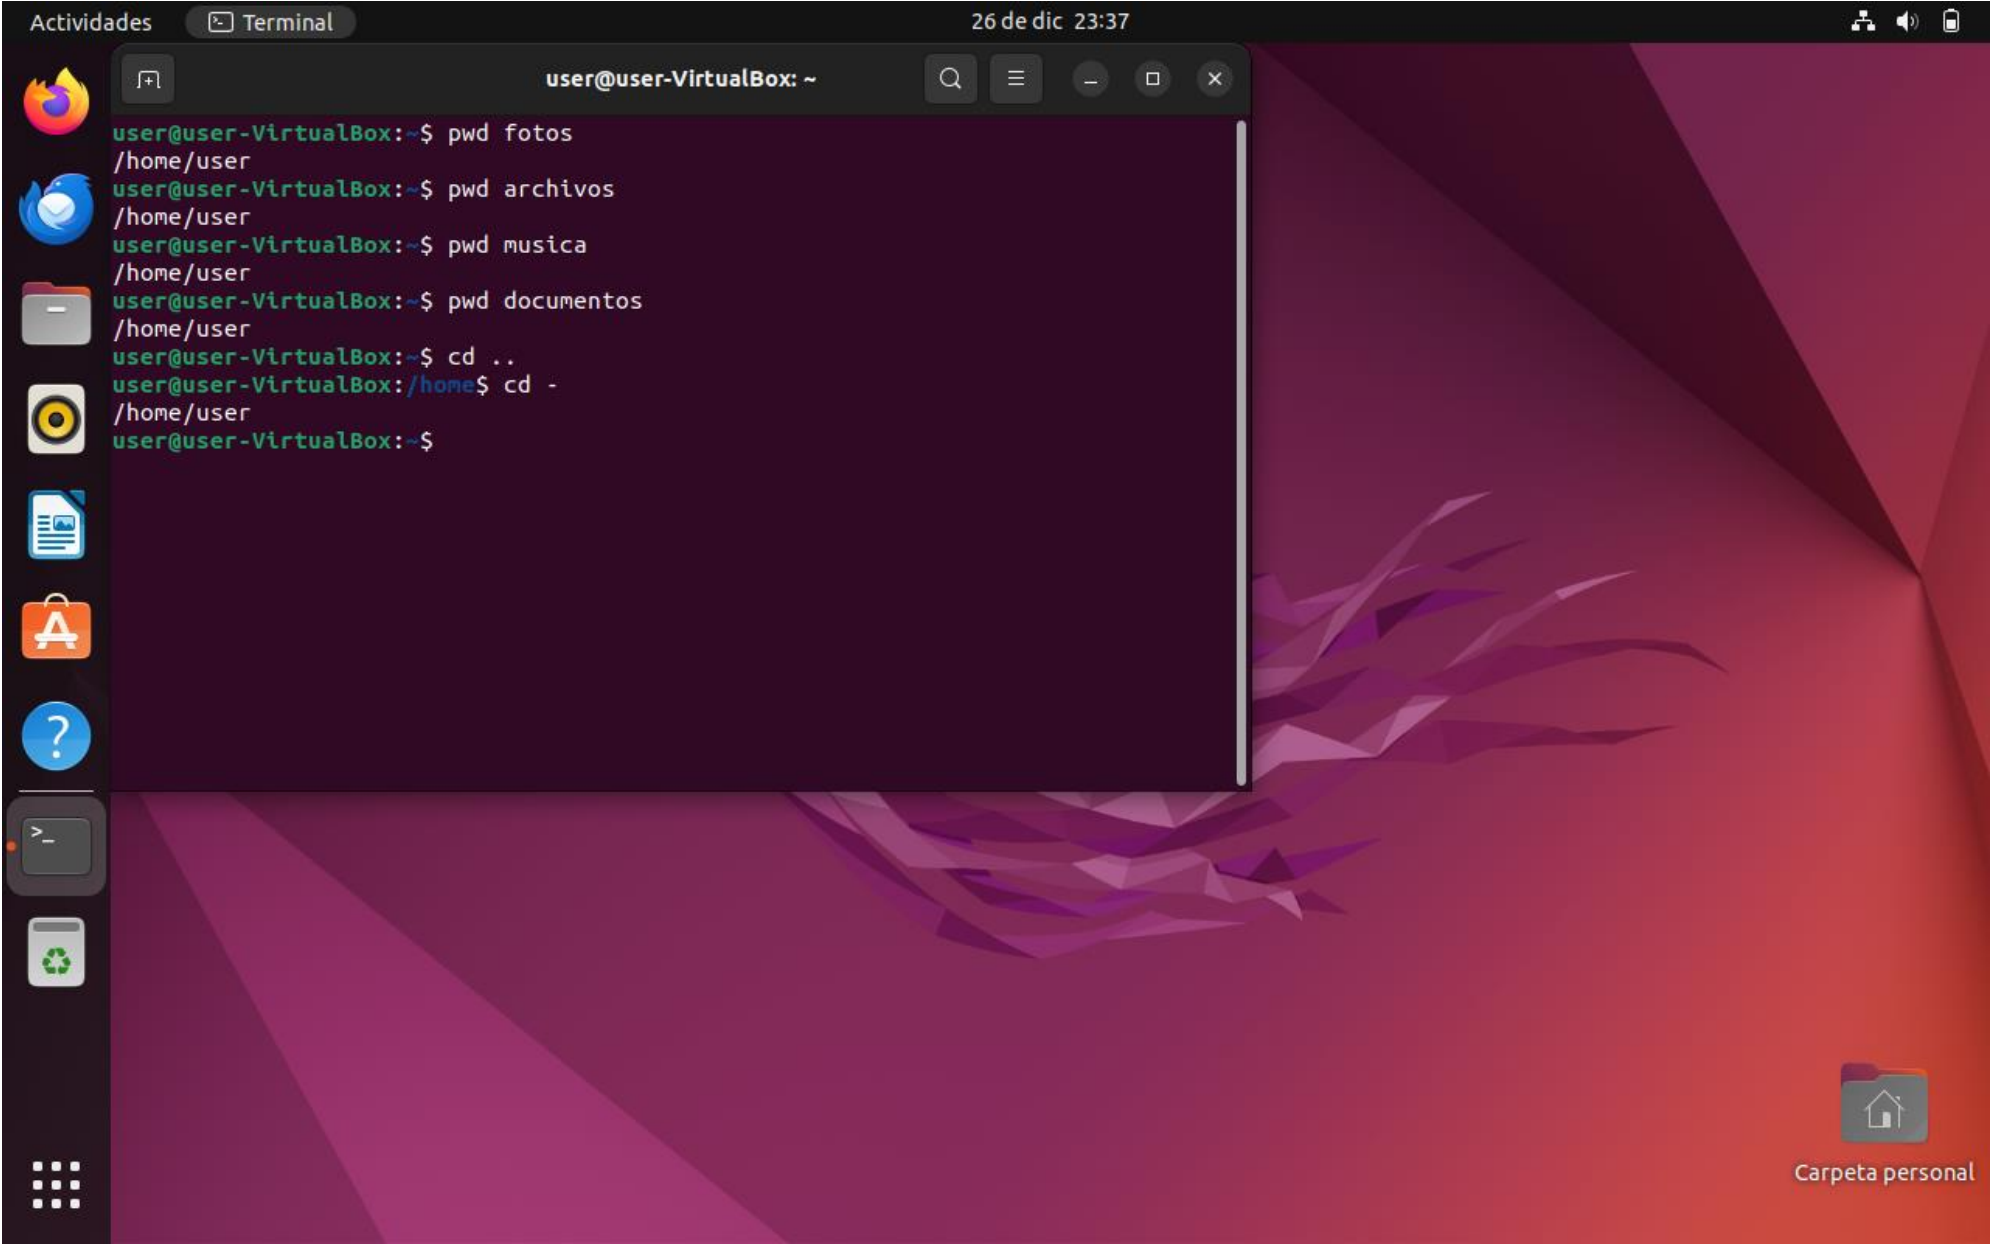 Actividades Terminal 26 de dic 23:37
user@user-VirtualBox: ~
user@user-VirtualBox:~$ pwd fotos
/home/user
user@user-VirtualBox:~$ pwd archivos
/home/user
user@user-VirtualBox:~$ pwd musica
/home/user
user@user-VirtualBox:~$ pwd documentos
/home/user
user@user-VirtualBox:~$ cd ..
user@user-VirtualBox:/home$ cd -
/home/user
user@user-VirtualBox:~$
Carpeta personal